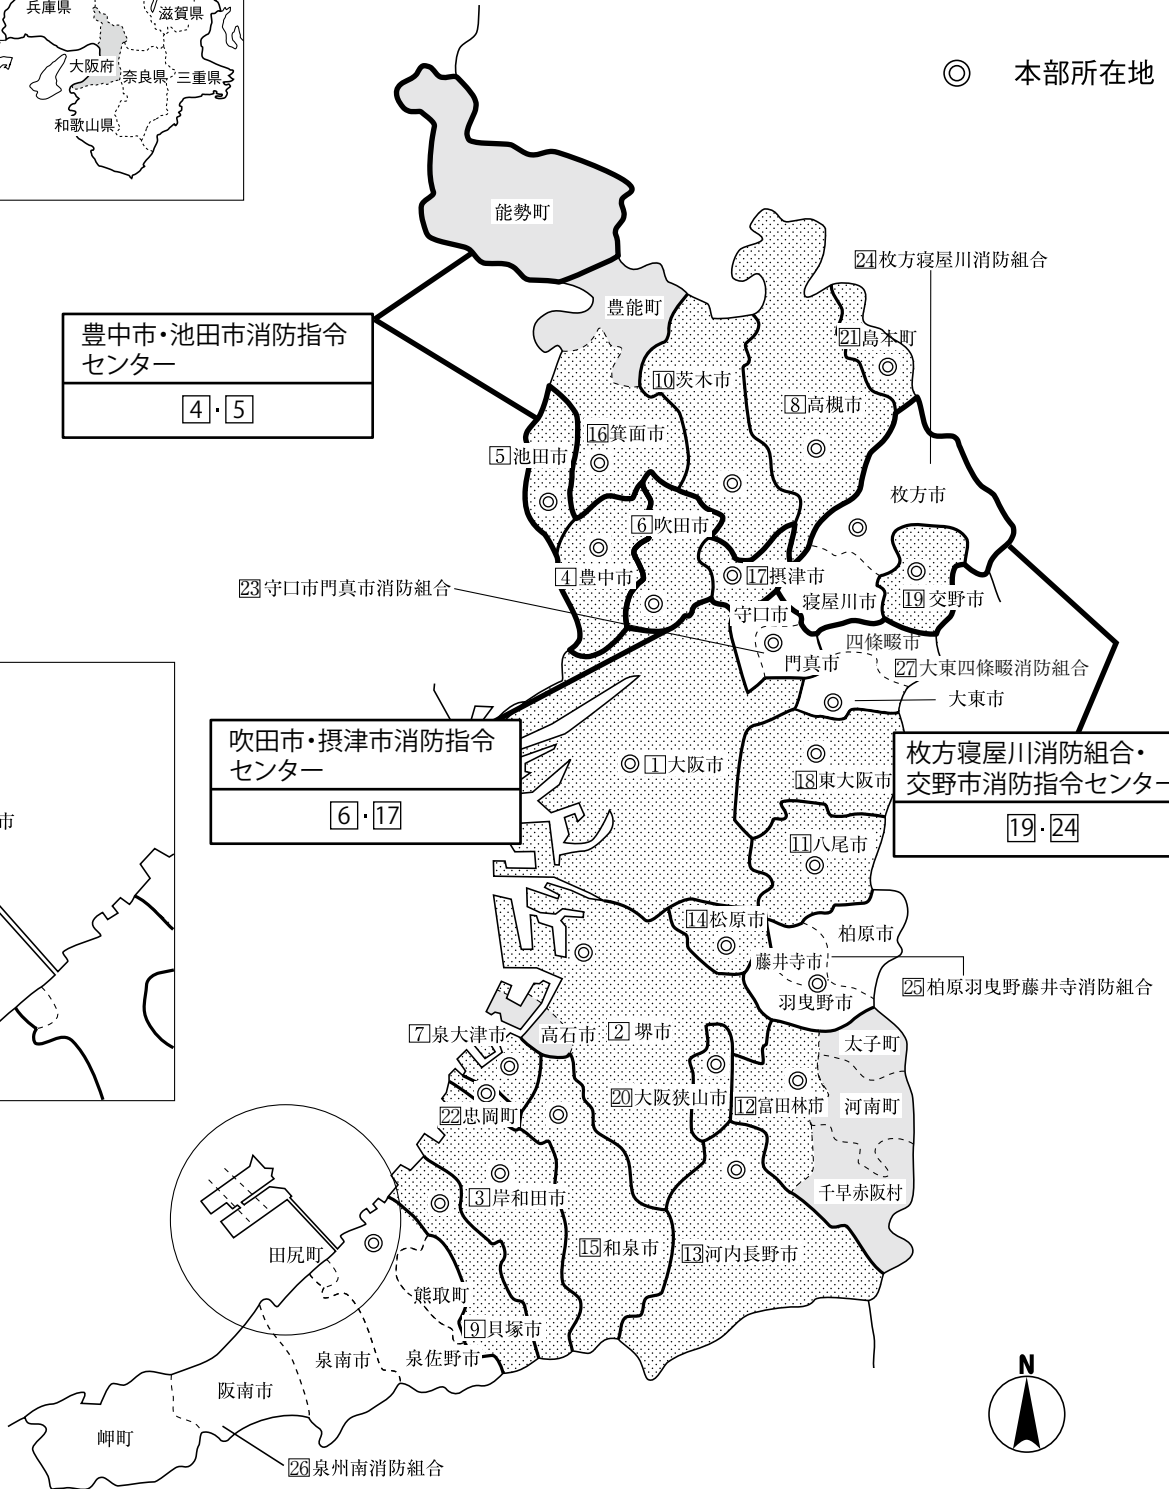 兵庫県
滋賀県
大阪府
奈良県
三重県
和歌山県
◎ 本部所在地
能勢町
24枚方寝屋川消防組合
豊能町
豊中市・池田市消防指令
センター
4・5
21島本町
10茨木市
8高槻市
16箕面市
5池田市
枚方市
6吹田市
4豊中市
17摂津市
23守口市門真市消防組合
寝屋川市
19交野市
守口市
四條畷市
門真市
27大東四條畷消防組合
大東市
吹田市・摂津市消防指令
センター
6・17
枚方寝屋川消防組合・
交野市消防指令センター
19・24
1大阪市
18東大阪市
市
11八尾市
14松原市
柏原市
藤井寺市
25柏原羽曳野藤井寺消防組合
羽曳野市
7泉大津市
高石市
2堺市
太子町
20大阪狭山市
12富田林市
河南町
22忠岡町
3岸和田市
千早赤阪村
15和泉市
13河内長野市
田尻町
熊取町
9貝塚市
泉南市
泉佐野市
阪南市
岬町
26泉州南消防組合
N